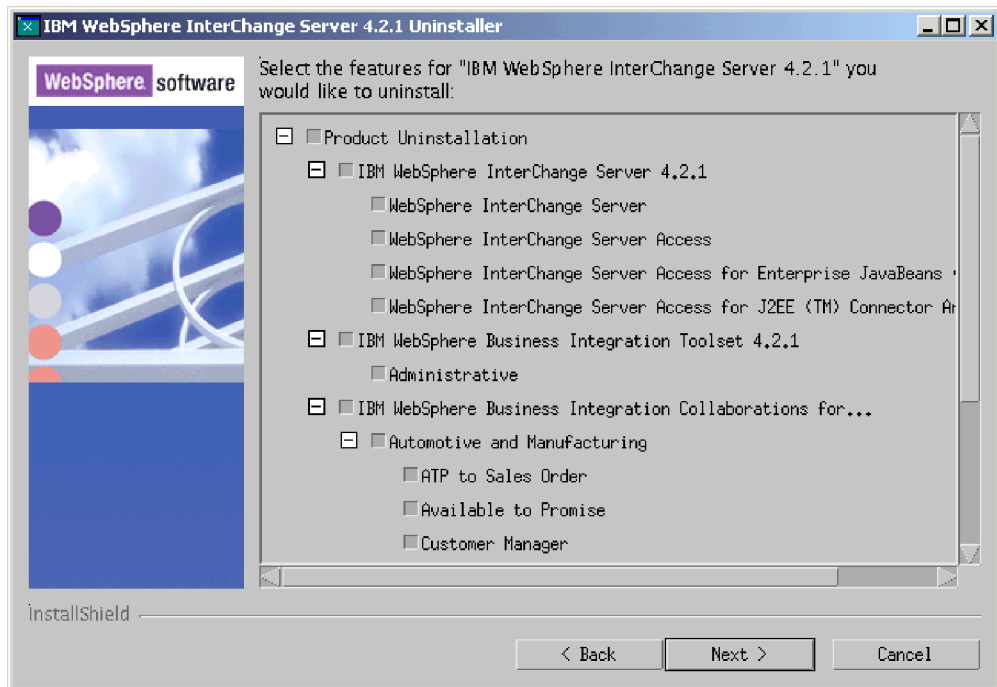 IBM WebSphere InterChange Server 4.2.1 Uninstaller
WebSphere software
Select the features for "IBM WebSphere InterChange Server 4.2.1" you
would like to uninstall:
Product Uninstallation
IBM WebSphere InterChange Server 4.2.1
WebSphere InterChange Server
WebSphere InterChange Server Access
WebSphere InterChange Server Access for Enterprise JavaBeans
WebSphere InterChange Server Access for J2EE (TM) Connector
IBM WebSphere Business Integration Toolset 4.2.1
Administrative
IBM WebSphere Business Integration Collaborations for...
Automotive and Manufacturing
ATP to Sales Order
Available to Promise
Customer Manager
InstallShield
< Back
Next >
Cancel